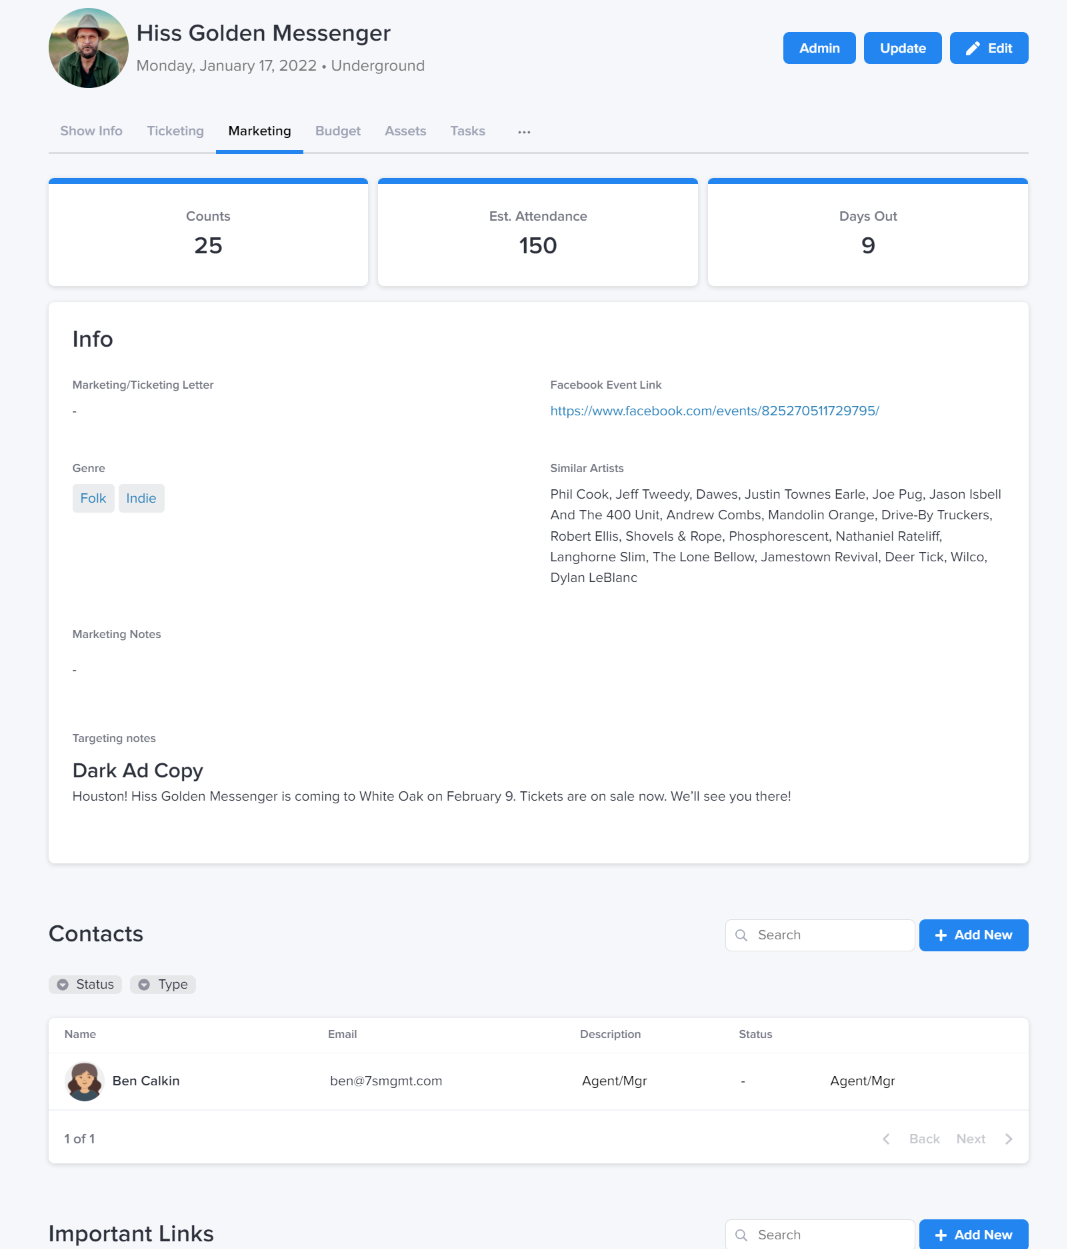 Hiss Golden Messenger
Monday, January 17, 2022 • Underground
Admin
Update
Edit
Show Info
Ticketing
Marketing
Budget
Assets
Tasks
...
Counts
25
Est. Attendance
150
Days Out
9
Info
Marketing/Ticketing Letter
-
Facebook Event Link
https://www.facebook.com/events/825270511729795/
Genre
Folk
Indie
Similar Artists
Phil Cook, Jeff Tweedy, Dawes, Justin Townes Earle, Joe Pug, Jason Isbell
And The 400 Unit, Andrew Combs, Mandolin Orange, Drive-By Truckers,
Robert Ellis, Shovels & Rope, Phosphorescent, Nathaniel Rateliff,
Langhorne Slim, The Lone Bellow, Jamestown Revival, Deer Tick, Wilco,
Dylan LeBlanc
Marketing Notes
-
Targeting notes
Dark Ad Copy
Houston! Hiss Golden Messenger is coming to White Oak on February 9. Tickets are on sale now. We'll see you there!
Contacts
Search
+ Add New
Status
Type
Name
Email
Description
Status
Ben Calkin
ben@7smgmt.com
Agent/Mgr
-
Agent/Mgr
1 of 1
Back
Next
Important Links
Search
+ Add New